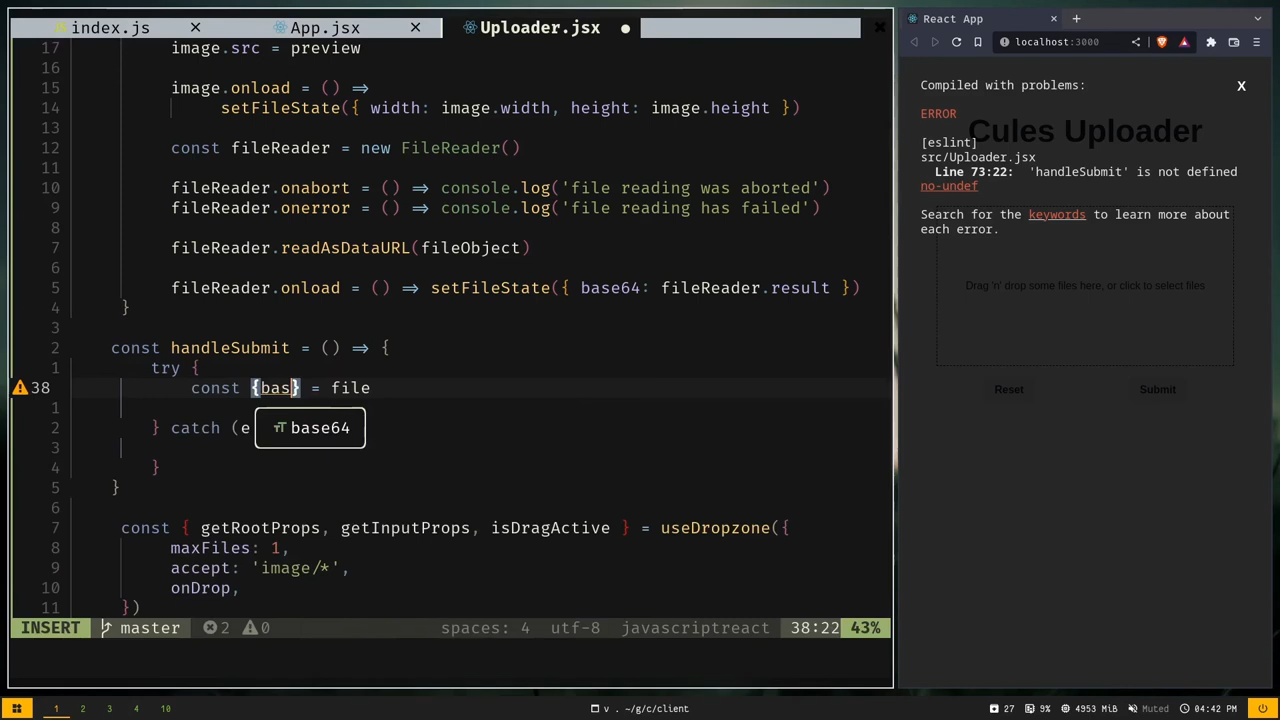 index.js
App.jsx
Uploader.jsx
17 image.src = preview
16
15 image.onload = () =>
14 setFileState({ width: image.width, height: image.height })
13
12 const fileReader = new FileReader()
11
10 fileReader.onabort = () => console.log('file reading was aborted')
9 fileReader.onerror = () => console.log('file reading has failed')
8
7 fileReader.readAsDataURL(fileObject)
6
5 fileReader.onload = () => setFileState({ base64: fileReader.result })
4 }
3
2 const handleSubmit = () => {
1 try {
38 const {bas} = file
1
2 } catch (e
base64
3
4 }
5 }
6
7 const { getRootProps, getInputProps, isDragActive } = useDropzone({
8 maxFiles: 1,
9 accept: 'image/*',
10 onDrop,
11 })
INSERT master 2 0 spaces: 4 utf-8 javascriptreact 38:22 43%
React App
localhost:3000
Compiled with problems:
X
ERROR
Cules Uploader
[eslint]
src/Uploader.jsx
Line 73:22: 'handleSubmit' is not defined
no-undef
Search for the keywords to learn more about
each error.
Drag 'n' drop some files here, or click to select files
Reset
Submit
1 2 3 4 10
v . ~/g/c/client
27 9% 4953 MiB Muted 04:42 PM